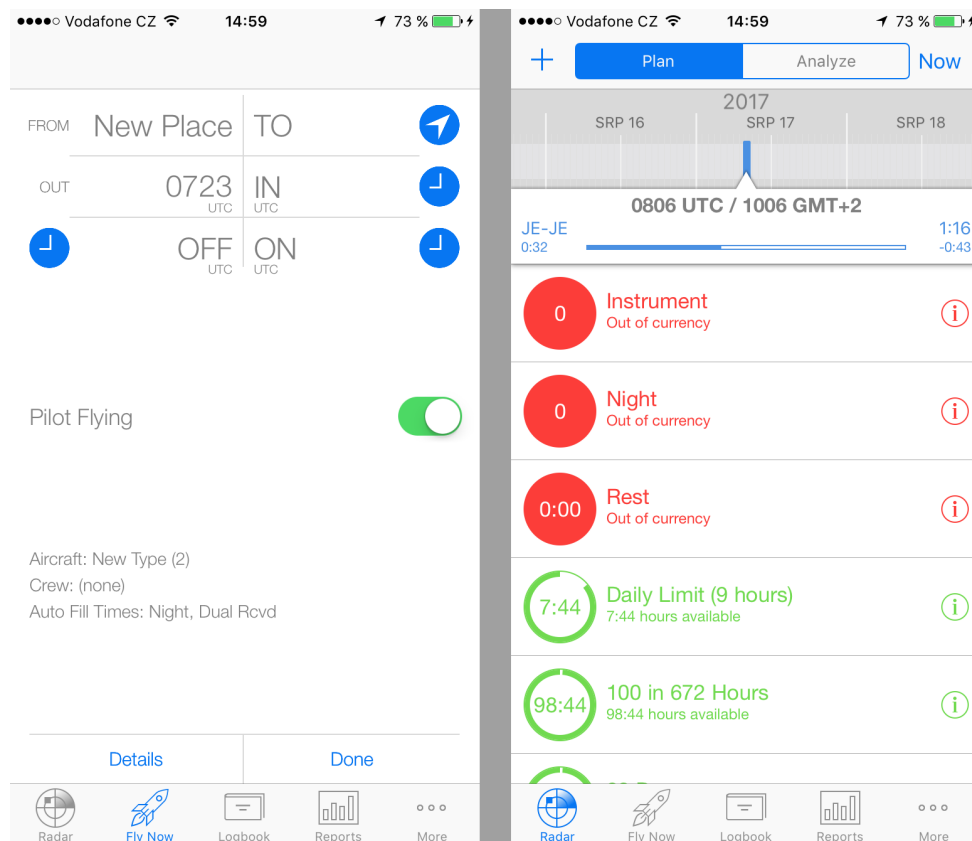 Vodafone CZ 14:59 73 %
FROM New Place TO
OUT 0723 IN
UTC UTC
OFF ON
UTC UTC
Pilot Flying
Aircraft: New Type (2)
Crew: (none)
Auto Fill Times: Night, Dual Rcvd
Details Done
Radar Fly Now Logbook Reports More
Vodafone CZ 14:59 73 %
+ Plan Analyze Now
2017
SRP 16 SRP 17 SRP 18
0806 UTC / 1006 GMT+2
JE-JE 1:16
0:32 -0:43
0 Instrument
Out of currency
0 Night
Out of currency
0:00 Rest
Out of currency
7:44 Daily Limit (9 hours)
7:44 hours available
98:44 100 in 672 Hours
98:44 hours available
Radar Fly Now Logbook Reports More